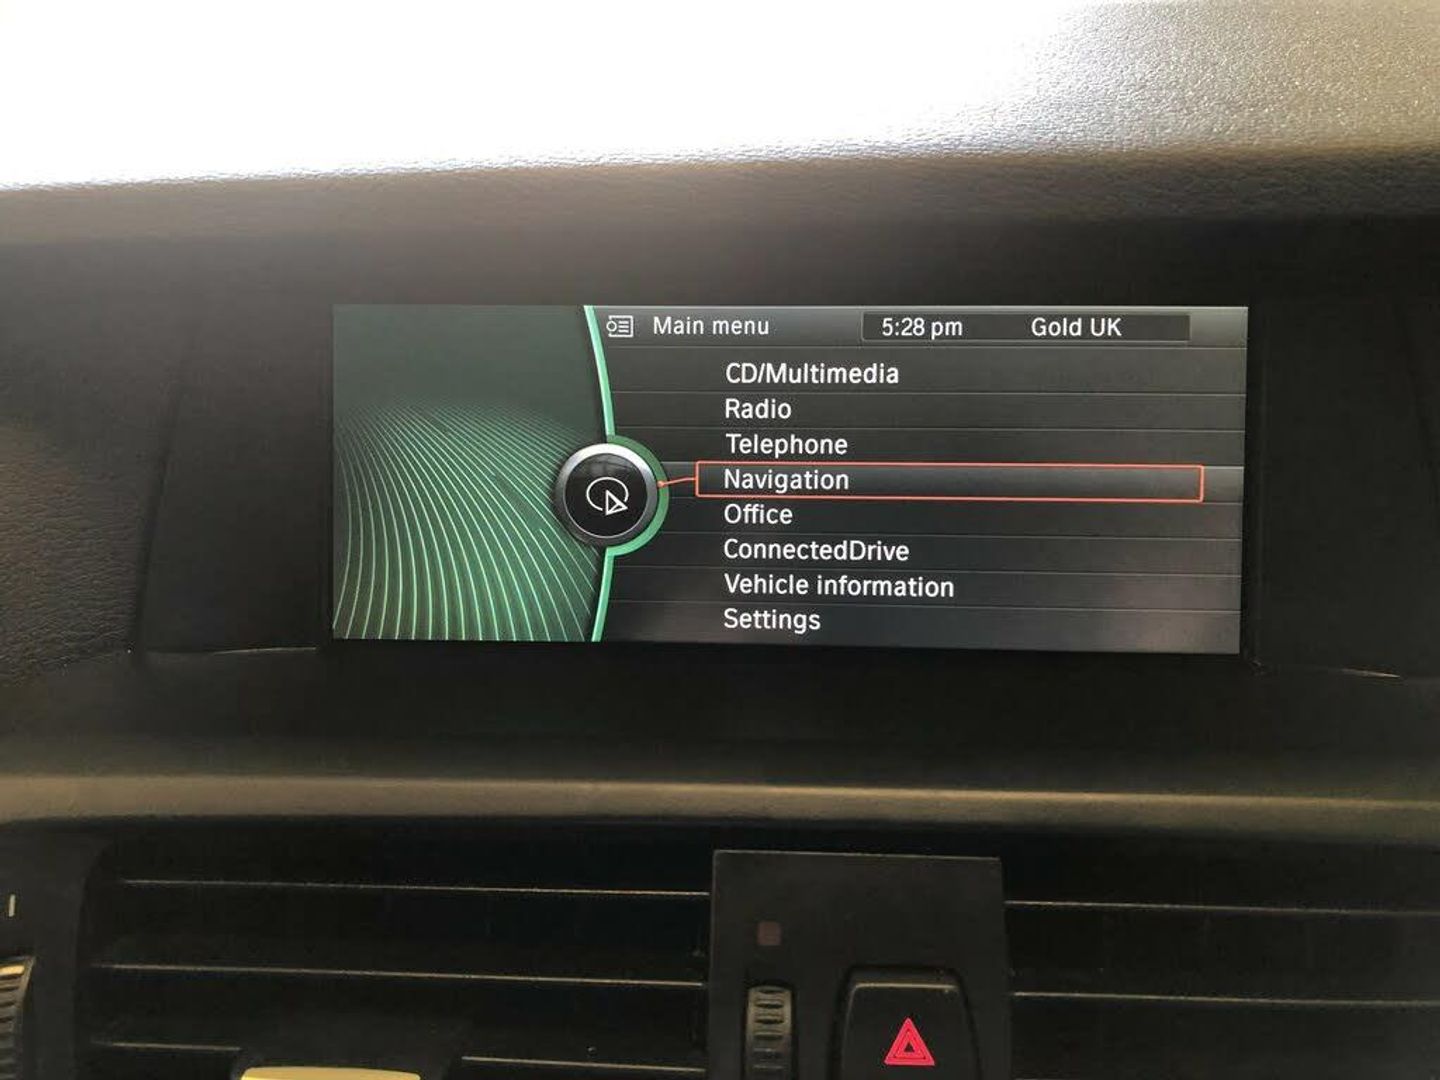 Main menu 5:28 pm Gold UK
CD/Multimedia
Radio
Telephone
Navigation
Office
ConnectedDrive
Vehicle information
Settings